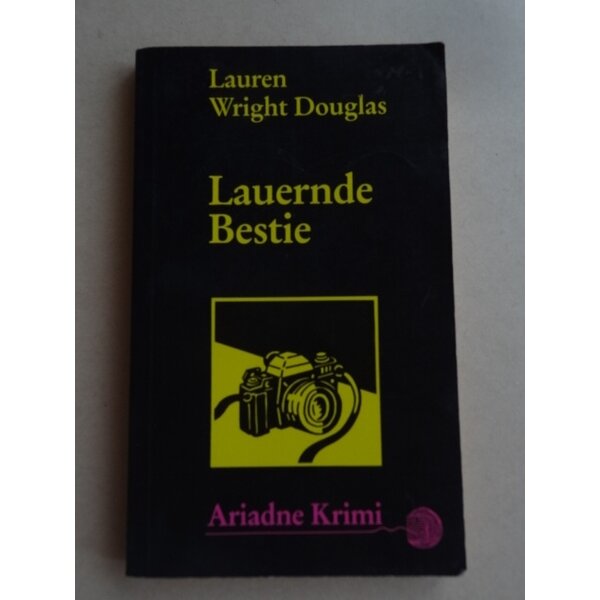 Lauren
Wright Douglas
Lauernde
Bestie
Ariadne Krimi